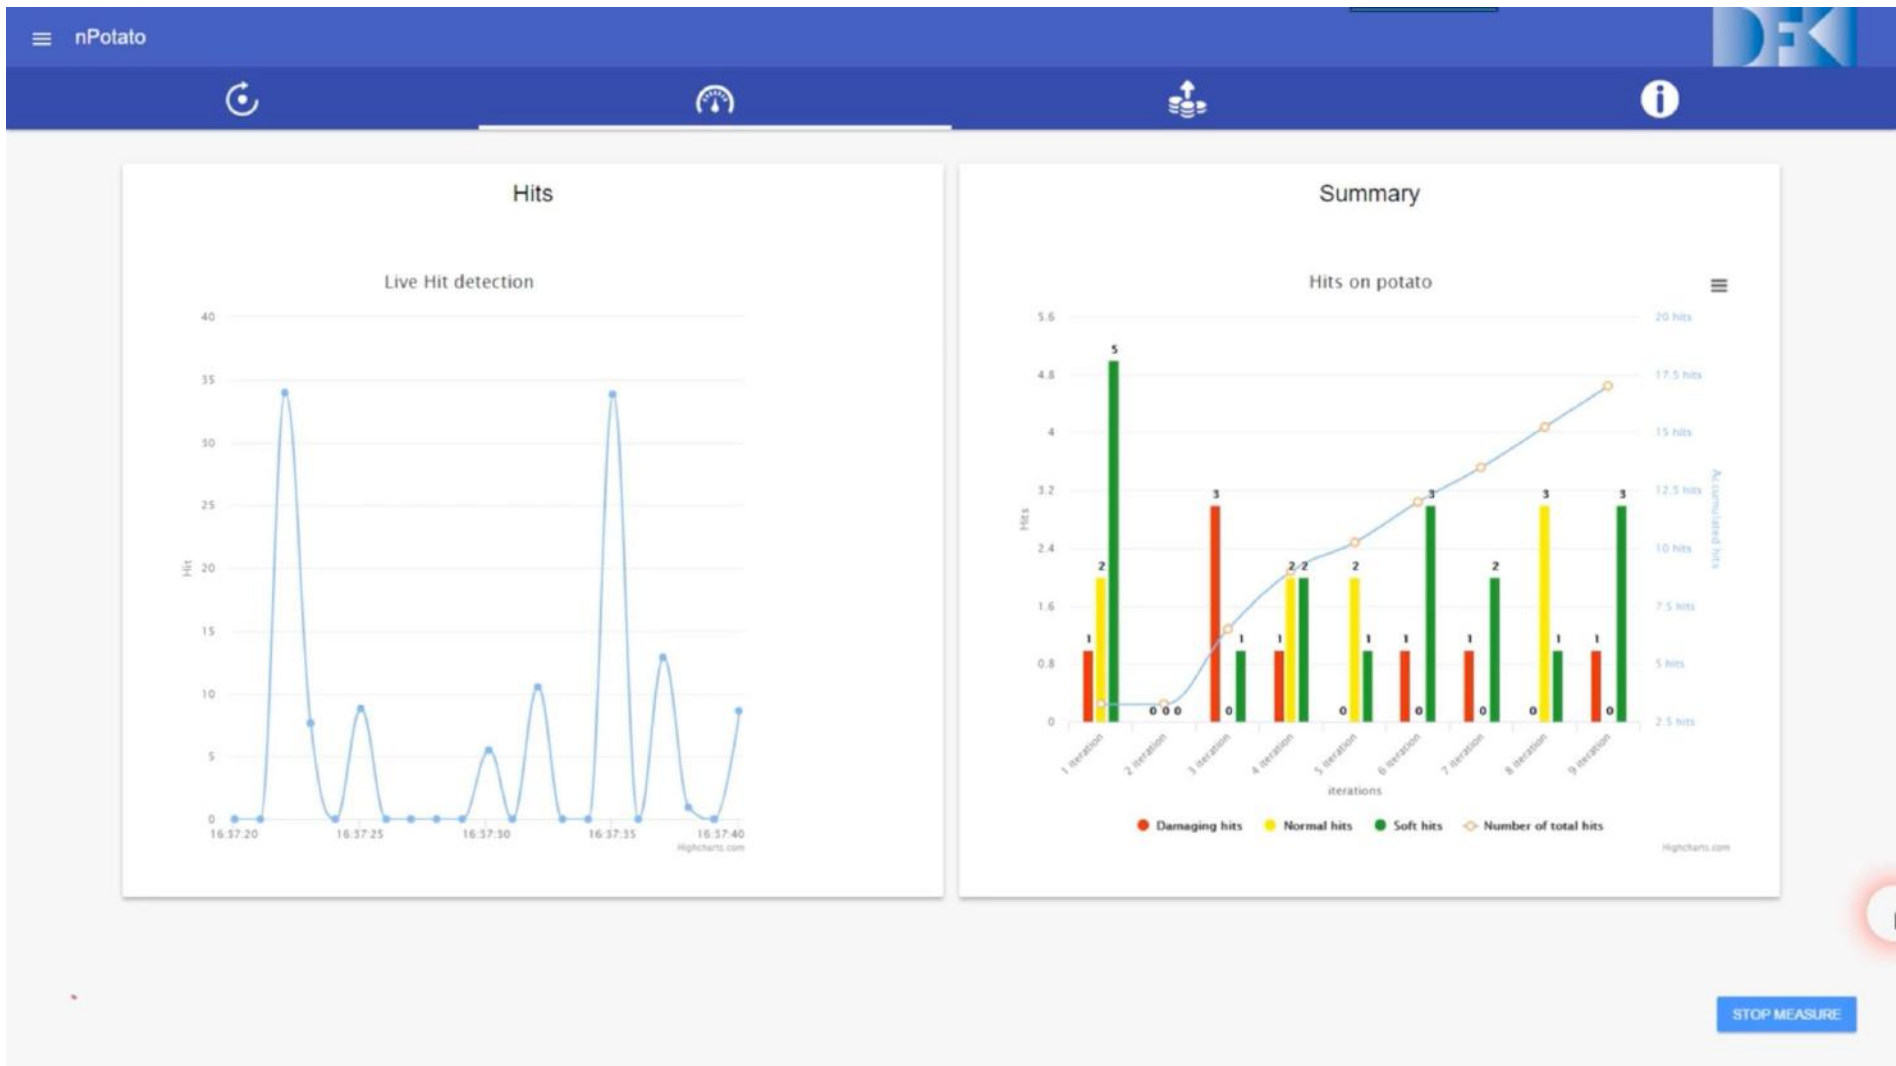 nPotato
DFK
Hits
Live Hit detection
40
35
30
25
20
15
10
5
0
Hit
16:37:20 16:37:25 16:37:30 16:37:35 16:37:40
Highcharts.com
Summary
Hits on potato
5.6
4.8
4
3.2
2.4
1.6
0.8
0
Hits
20 hits
17.5 hits
15 hits
12.5 hits
10 hits
7.5 hits
5 hits
2.5 hits
Accumulated hits
1 2 5
0 0 0
3 0 1
1 2 2
0 2 1
1 0 3
1 0 2
0 3 1
1 0 3
1 iteration 2 iteration 3 iteration 4 iteration 5 iteration 6 iteration 7 iteration 8 iteration 9 iteration
iterations
Damaging hits Normal hits Soft hits Number of total hits
Highcharts.com
STOP MEASURE